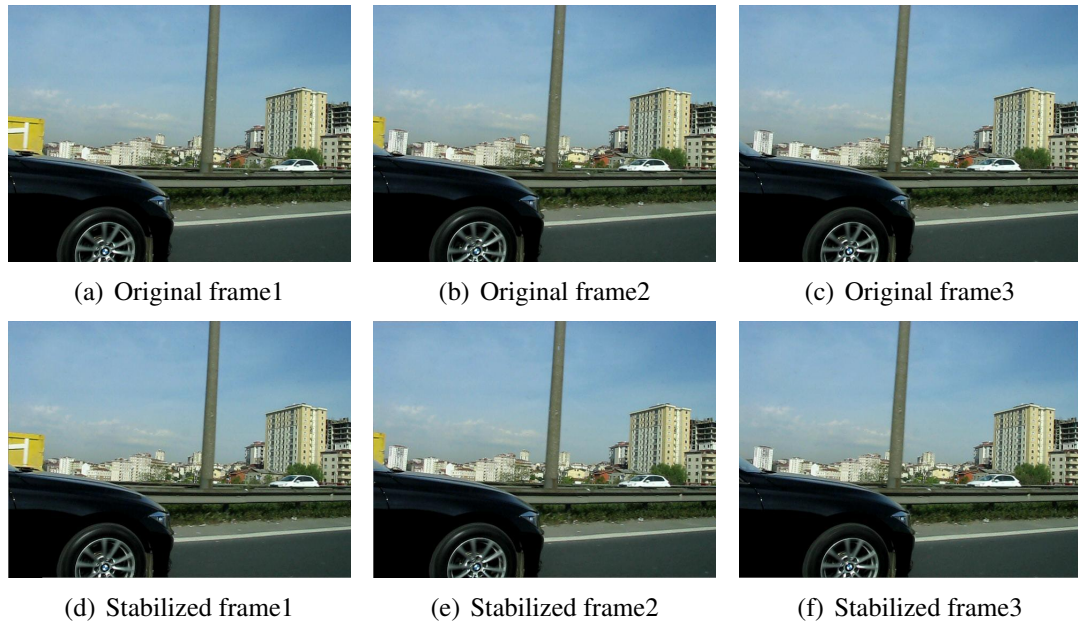 (a) Original frame1
(b) Original frame2
(c) Original frame3
(d) Stabilized frame1
(e) Stabilized frame2
(f) Stabilized frame3